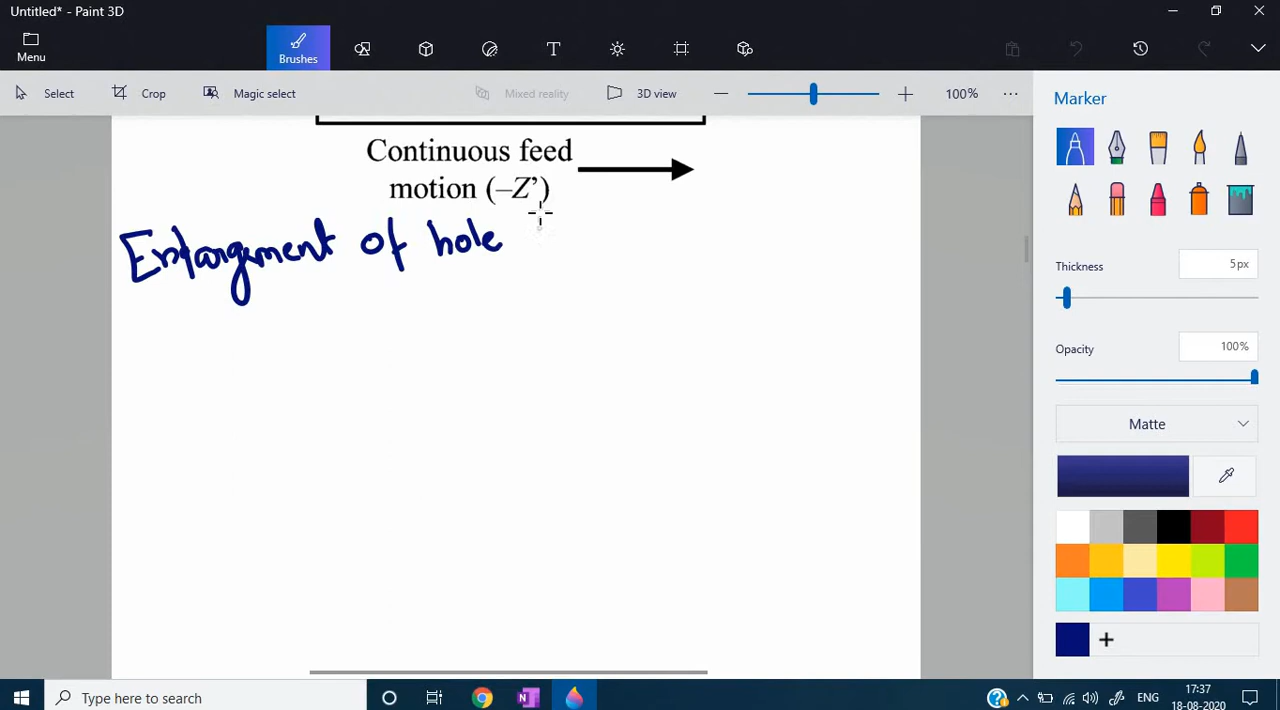 Untitled* - Paint 3D
Menu
Brushes
Select
Crop
Magic select
Mixed reality
3D view
100%
Marker
Continuous feed
motion (–Z’)
Enlargement of hole
Thickness
5px
Opacity
100%
Matte
Type here to search
ENG
17:37
18-08-2020